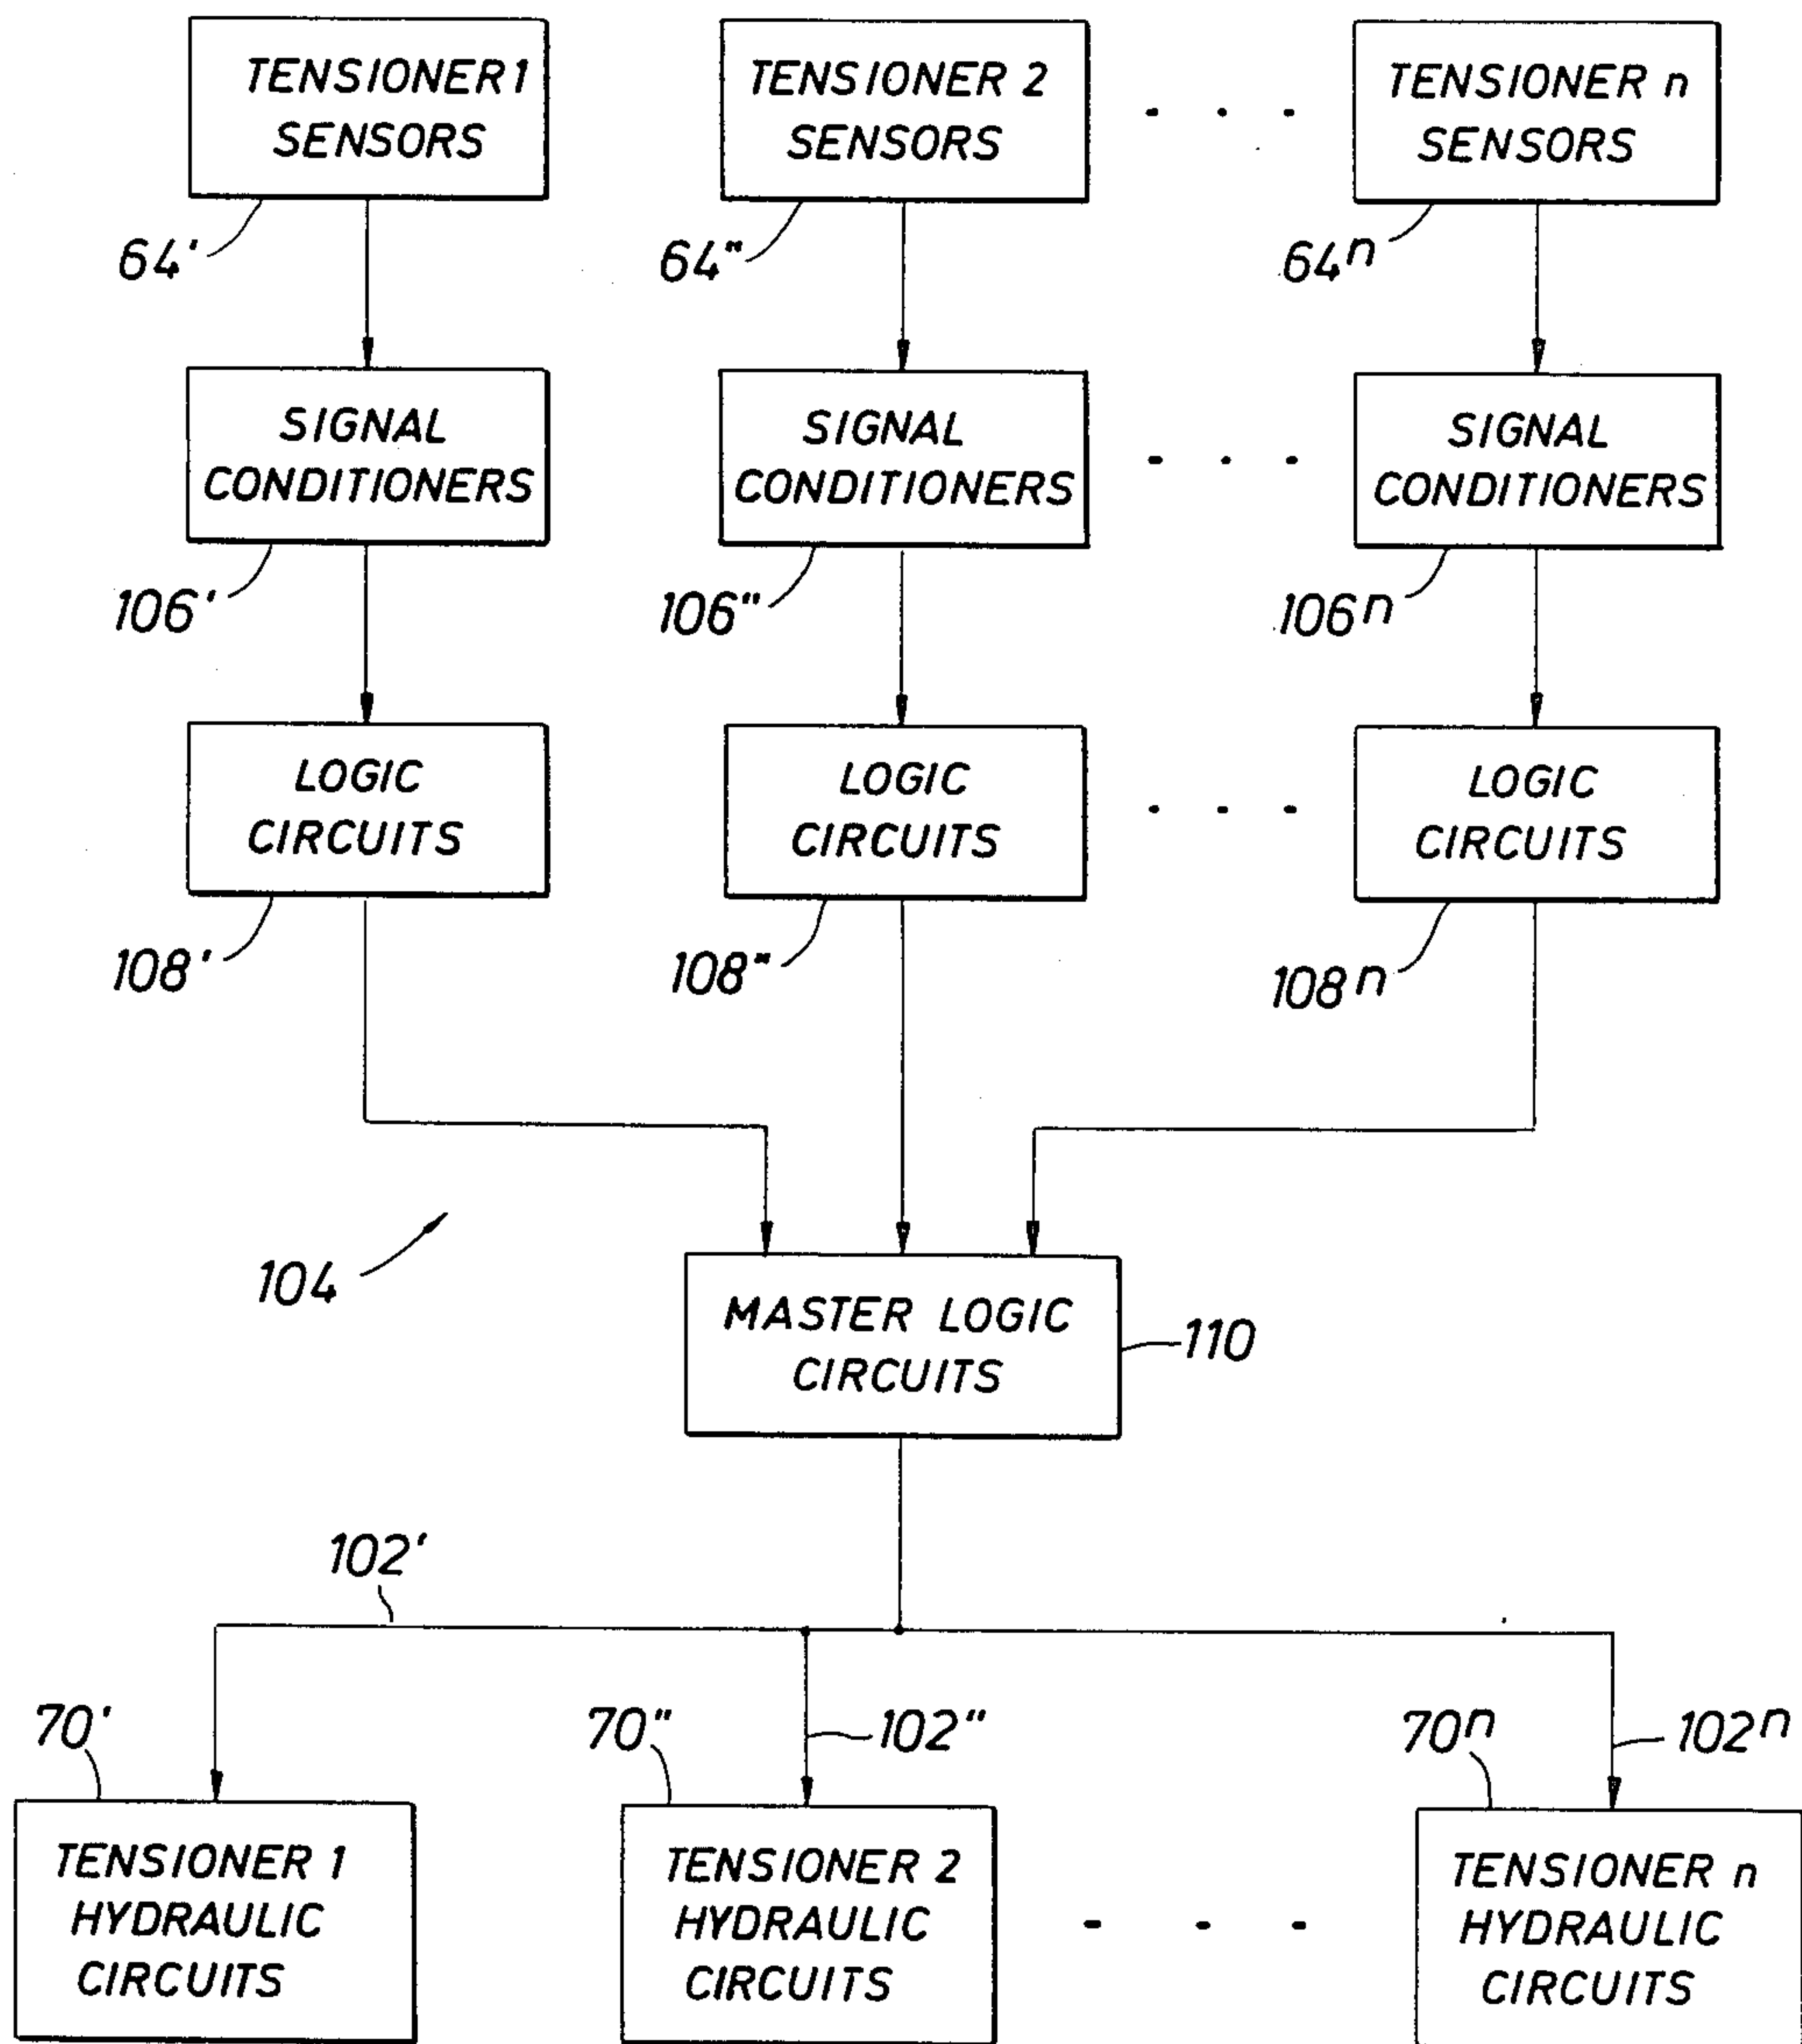 TENSIONER 1
SENSORS
TENSIONER 2
SENSORS
TENSIONER n
SENSORS
64'
64"
64n
SIGNAL
CONDITIONERS
SIGNAL
CONDITIONERS
SIGNAL
CONDITIONERS
106'
106"
106n
LOGIC
CIRCUITS
LOGIC
CIRCUITS
LOGIC
CIRCUITS
108'
108"
108n
104
MASTER LOGIC
CIRCUITS
110
102'
70'
70"
102"
70n
102n
TENSIONER 1
HYDRAULIC
CIRCUITS
TENSIONER 2
HYDRAULIC
CIRCUITS
TENSIONER n
HYDRAULIC
CIRCUITS